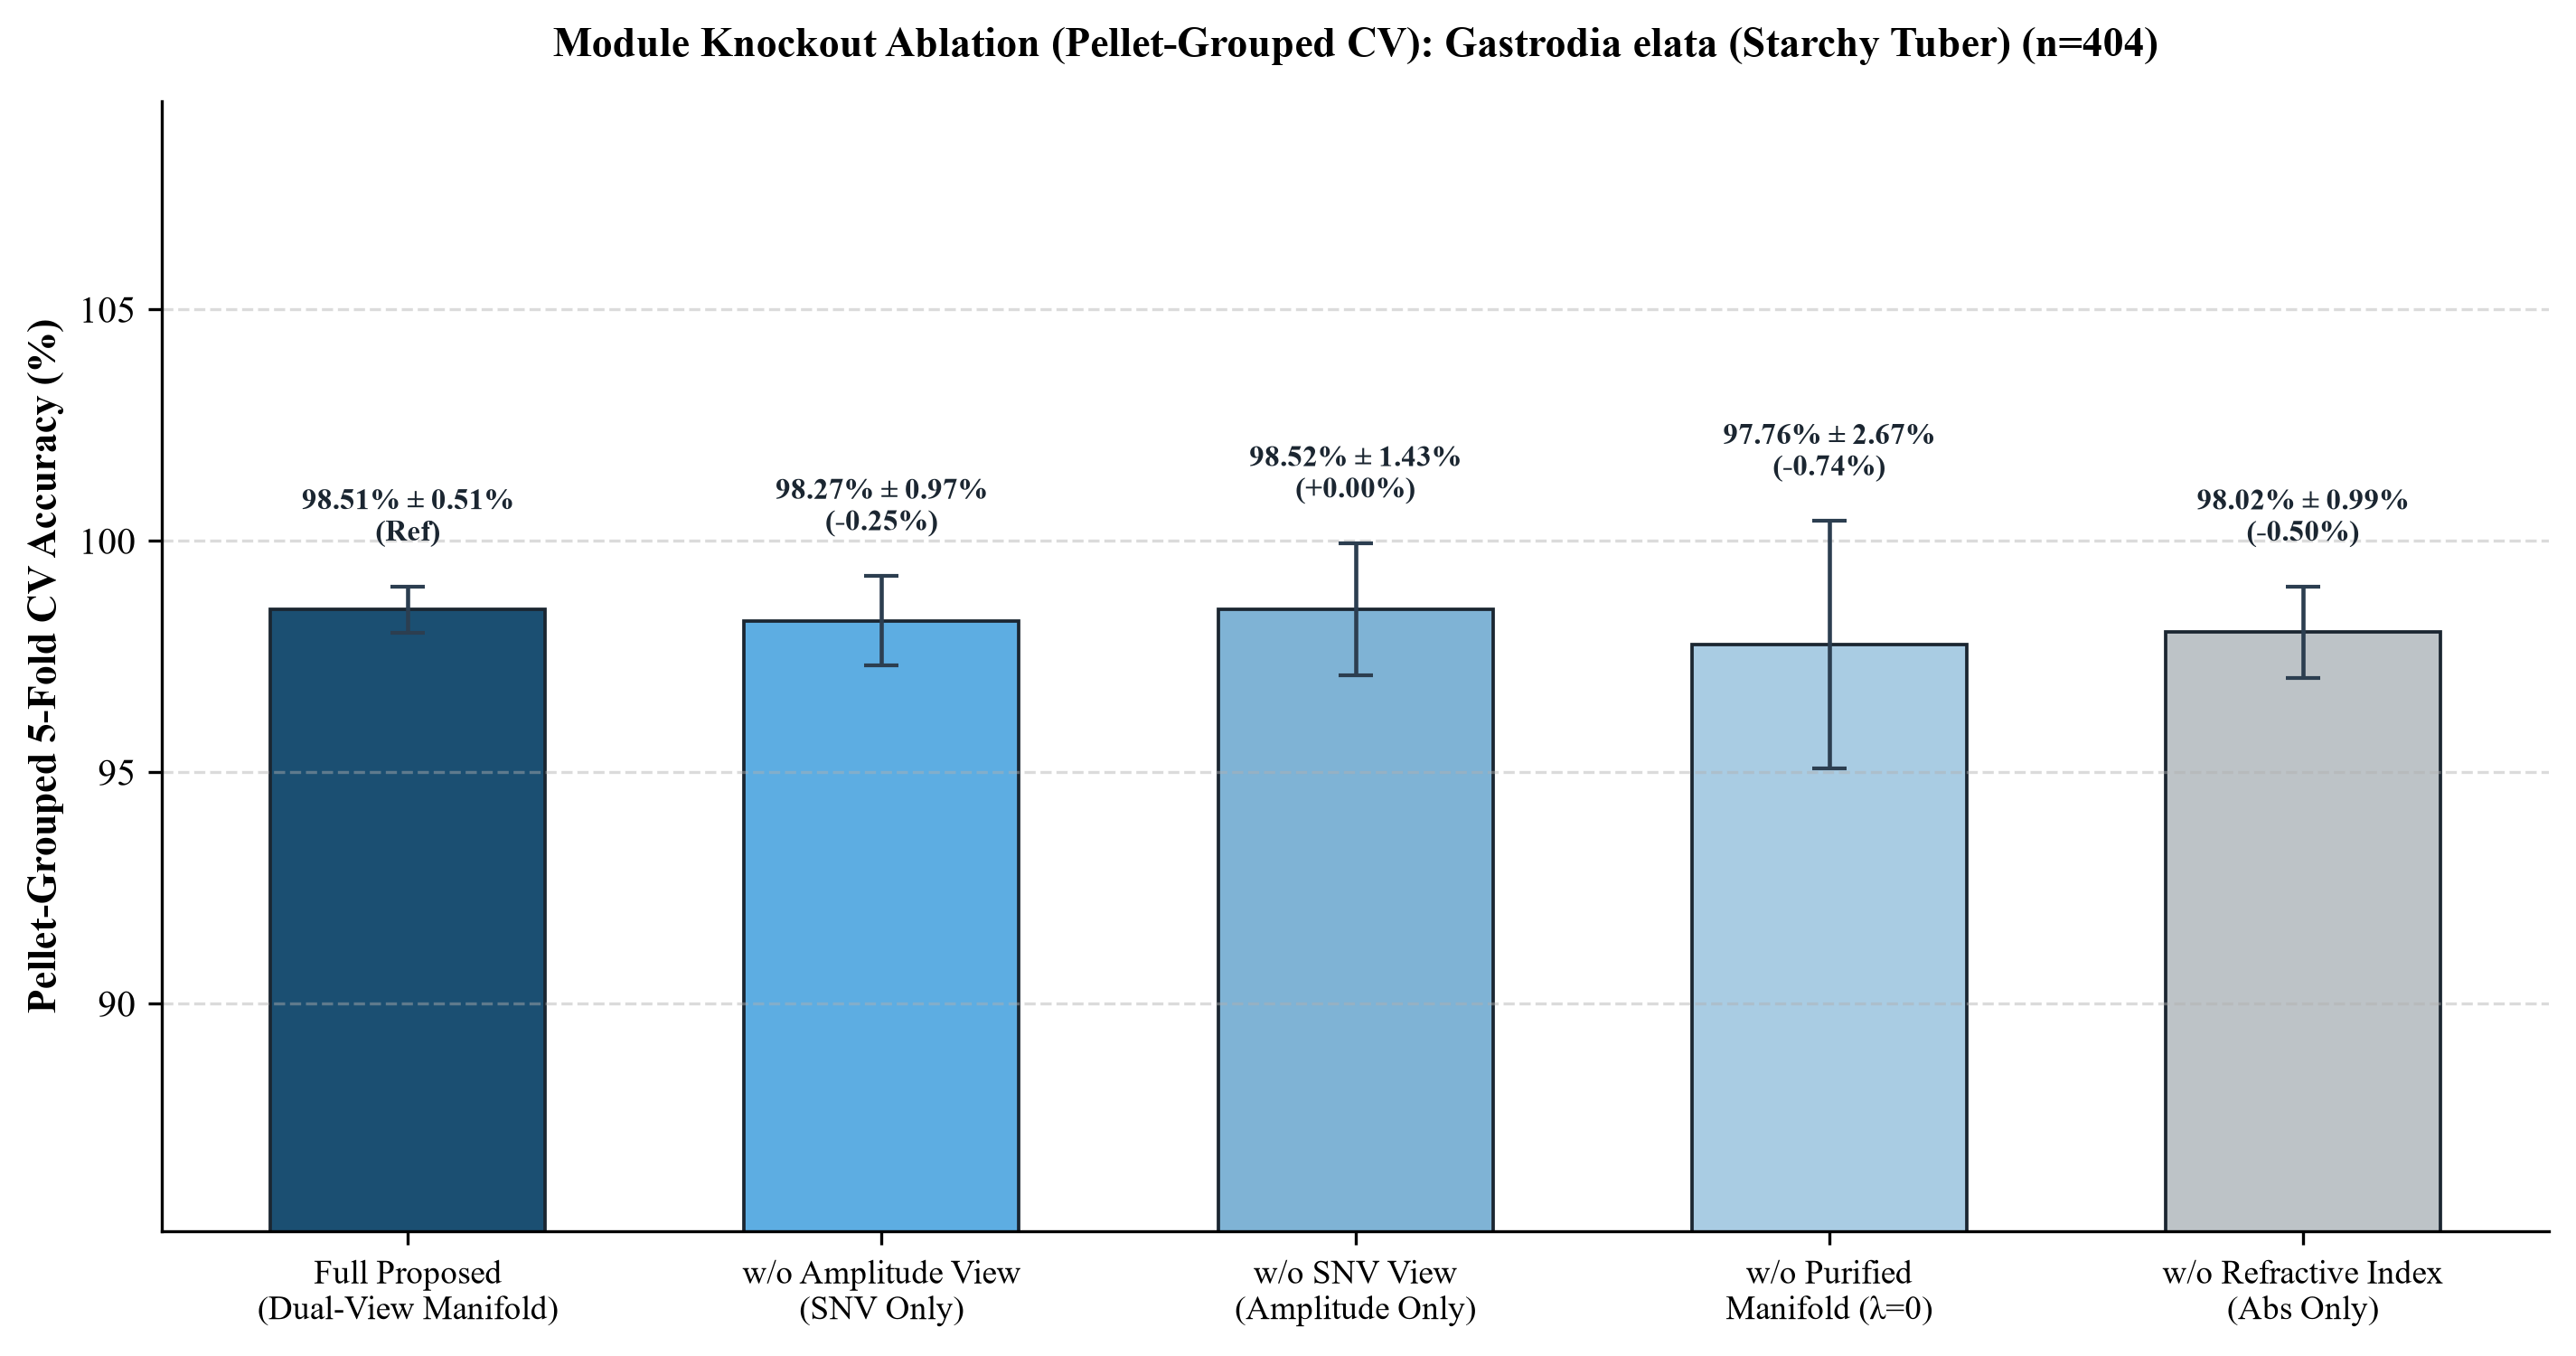 Module Knockout Ablation (Pellet-Grouped CV): Gastrodia elata (Starchy Tuber) (n=404)
Pellet-Grouped 5-Fold CV Accuracy (%)
105
100
95
90
98.51% ± 0.51%
(Ref)
98.27% ± 0.97%
(-0.25%)
98.52% ± 1.43%
(+0.00%)
97.76% ± 2.67%
(-0.74%)
98.02% ± 0.99%
(-0.50%)
Full Proposed
(Dual-View Manifold)
w/o Amplitude View
(SNV Only)
w/o SNV View
(Amplitude Only)
w/o Purified
Manifold (λ=0)
w/o Refractive Index
(Abs Only)